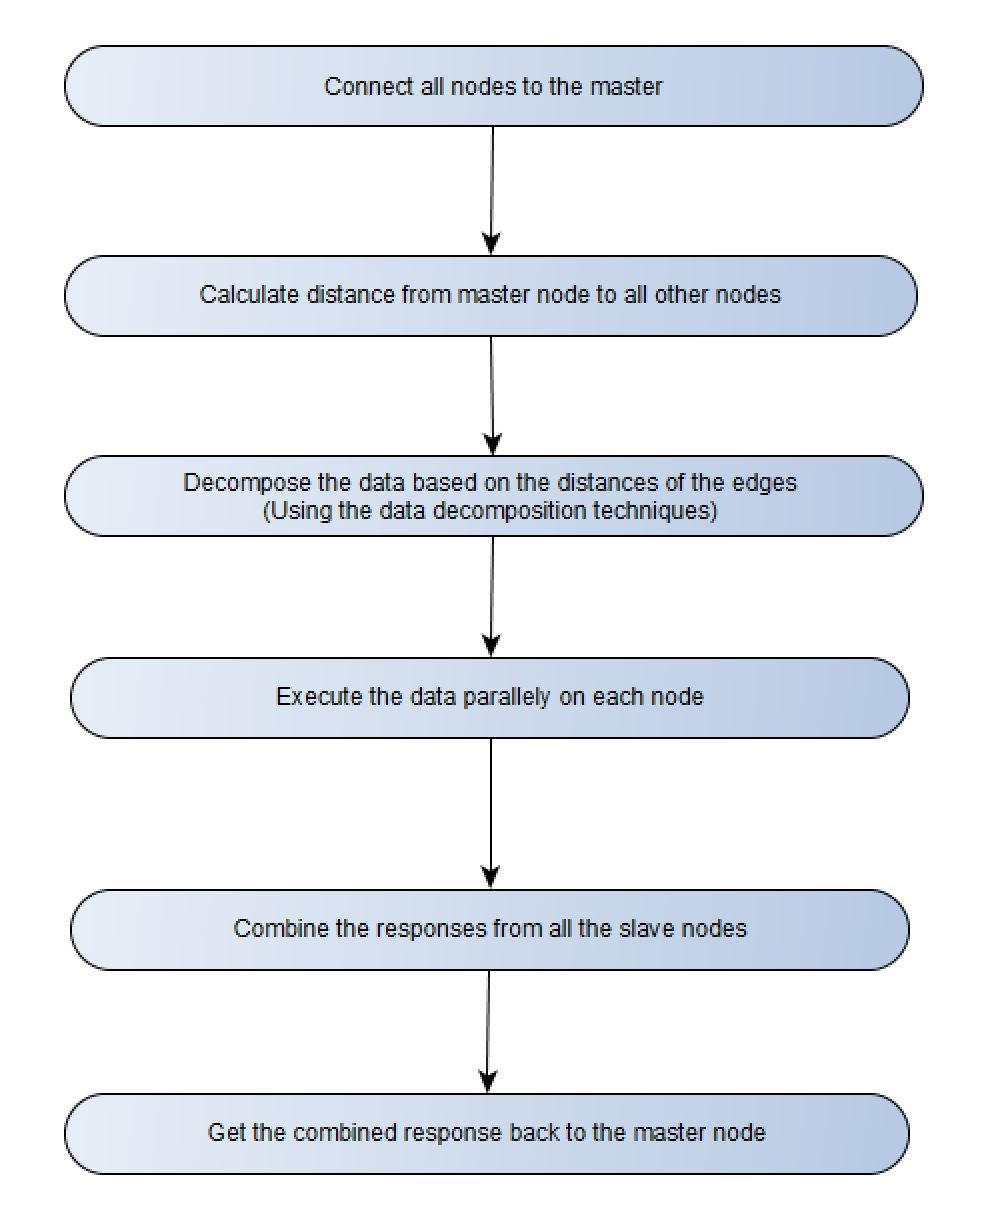 Connect all nodes to the master
Calculate distance from master node to all other nodes
Decompose the data based on the distances of the edges
(Using the data decomposition techniques)
Execute the data parallely on each node
Combine the responses from all the slave nodes
Get the combined response back to the master node